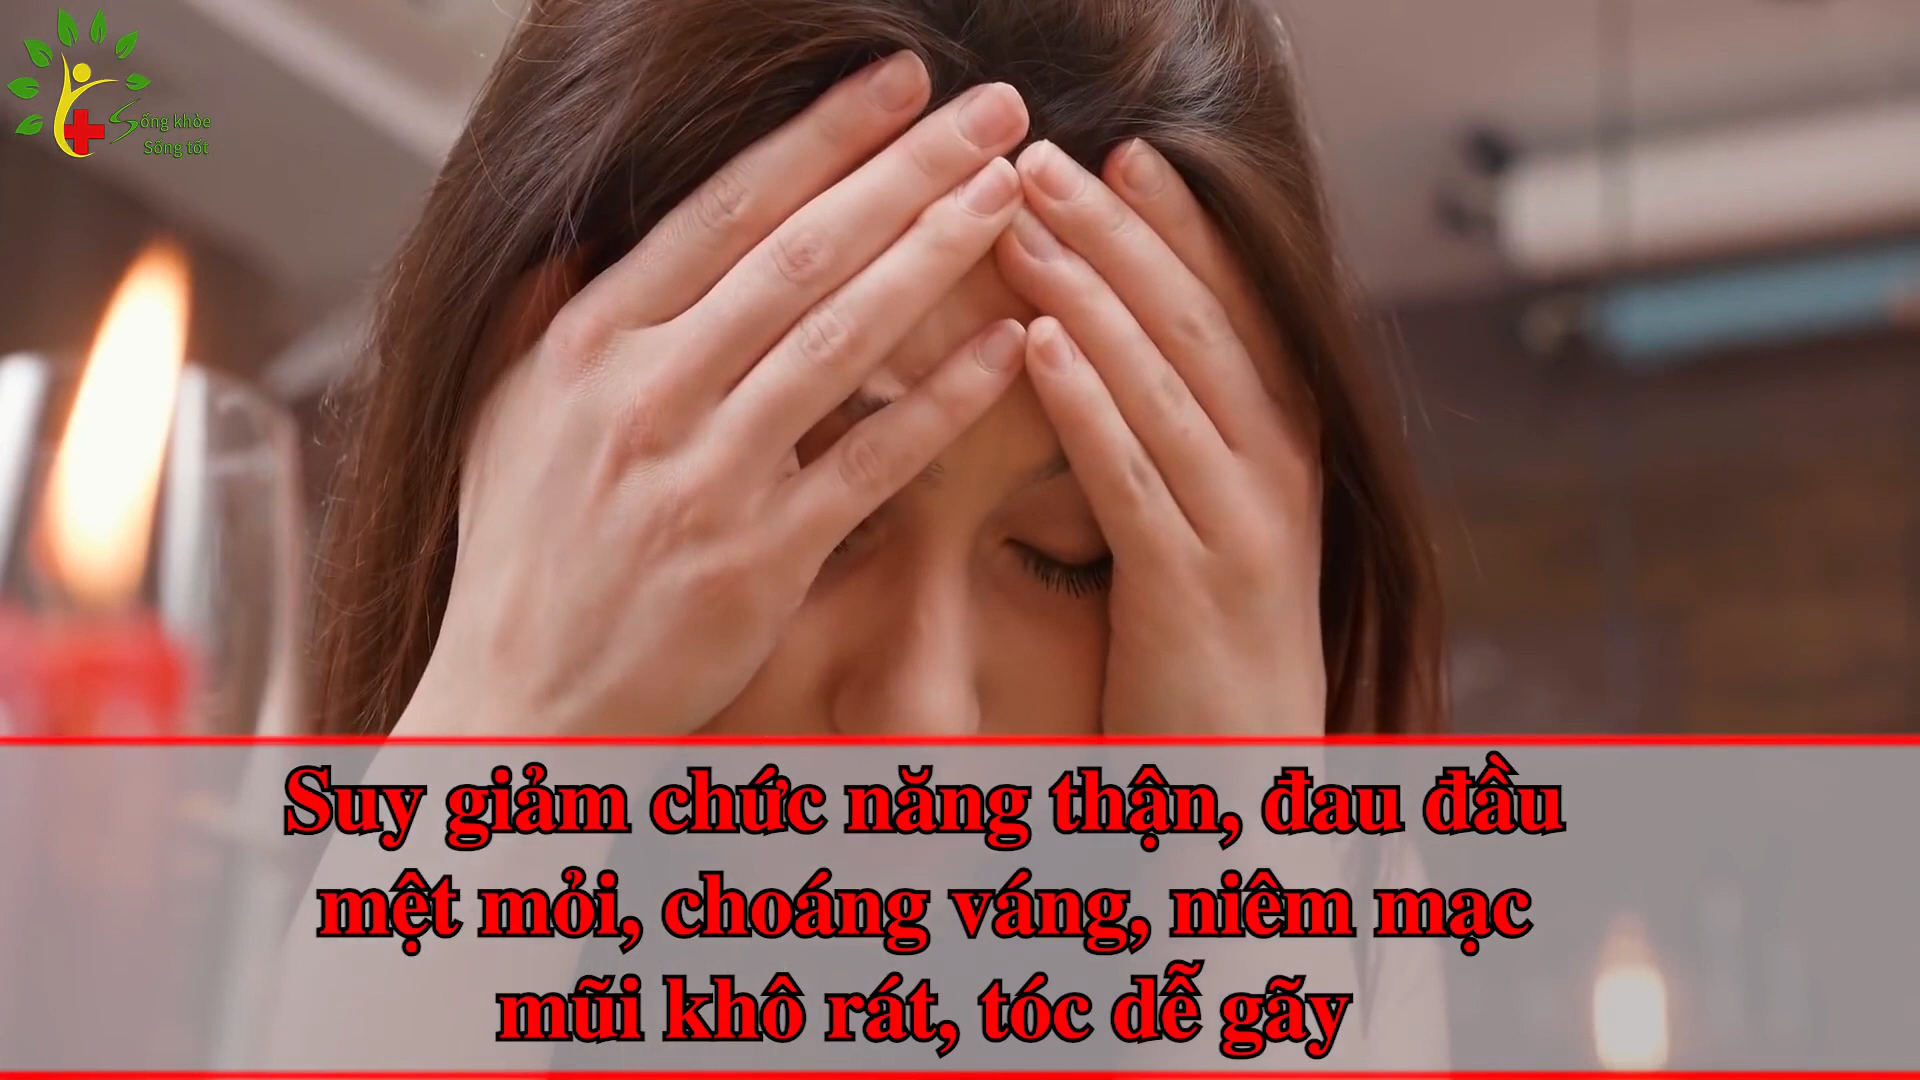 Sống khỏe
Sống tốt
Suy giảm chức năng thận, đau đầu
mệt mỏi, choáng váng, niêm mạc
mũi khô rát, tóc dễ gãy